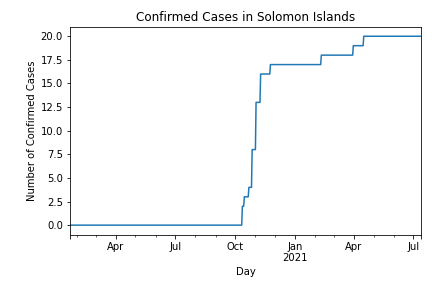 Confirmed Cases in Solomon Islands
20.0
17.5
15.0
12.5
10.0
7.5
5.0
2.5
0.0
Number of Confirmed Cases
Apr Jul Oct Jan Apr Jul
2021
Day